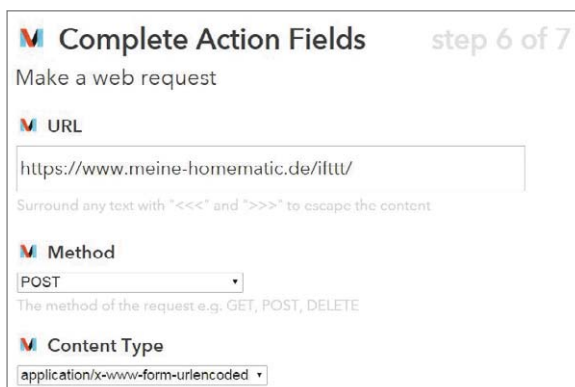 Complete Action Fields step 6 of 7
Make a web request
URL
https://www.meine-homematic.de/ifttt/
Surround any text with "<<<" and ">>>" to escape the content
Method
POST
The method of the request e.g. GET, POST, DELETE
Content Type
application/x-www-form-urlencoded